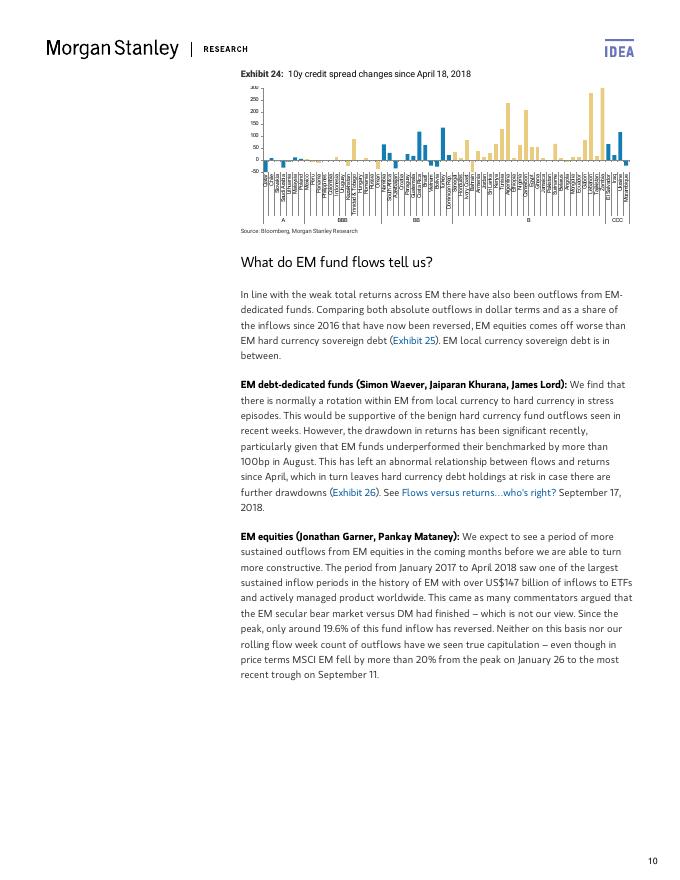 Morgan Stanley | RESEARCH
IDEA
Exhibit 24: 10y credit spread changes since April 18, 2018
300
250
200
150
100
50
0
-50
A BBB BB B CCC
Source: Bloomberg, Morgan Stanley Research
What do EM fund flows tell us?
In line with the weak total returns across EM there have also been outflows from EM-
dedicated funds. Comparing both absolute outflows in dollar terms and as a share of
the inflows since 2016 that have now been reversed, EM equities comes off worse than
EM hard currency sovereign debt (Exhibit 25). EM local currency sovereign debt is in
between.
EM debt-dedicated funds (Simon Waever, Jaiparan Khurana, James Lord): We find that
there is normally a rotation within EM from local currency to hard currency in stress
episodes. This would be supportive of the benign hard currency fund outflows seen in
recent weeks. However, the drawdown in returns has been significant recently,
particularly given that EM funds underperformed their benchmarked by more than
100bp in August. This has left an abnormal relationship between flows and returns
since April, which in turn leaves hard currency debt holdings at risk in case there are
further drawdowns (Exhibit 26). See Flows versus returns...who's right? September 17,
2018.
EM equities (Jonathan Garner, Pankay Mataney): We expect to see a period of more
sustained outflows from EM equities in the coming months before we are able to turn
more constructive. The period from January 2017 to April 2018 saw one of the largest
sustained inflow periods in the history of EM with over US$147 billion of inflows to ETFs
and actively managed product worldwide. This came as many commentators argued that
the EM secular bear market versus DM had finished – which is not our view. Since the
peak, only around 19.6% of this fund inflow has reversed. Neither on this basis nor our
rolling flow week count of outflows have we seen true capitulation – even though in
price terms MSCI EM fell by more than 20% from the peak on January 26 to the most
recent trough on September 11.
10